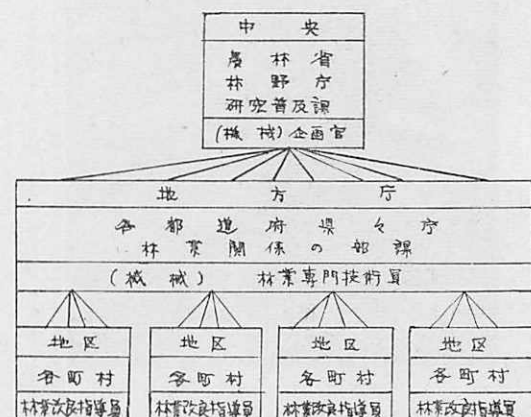 中央
農林省
林野庁
研究普及課
(機械)企画官
地方庁
各都道府県々庁
林業関係の部課
(機械) 林業専門技術員
地区
各町村
林業改良指導員
地区
各町村
林業改良指導員
地区
各町村
林業改良指導員
地区
各町村
林業改良指導員